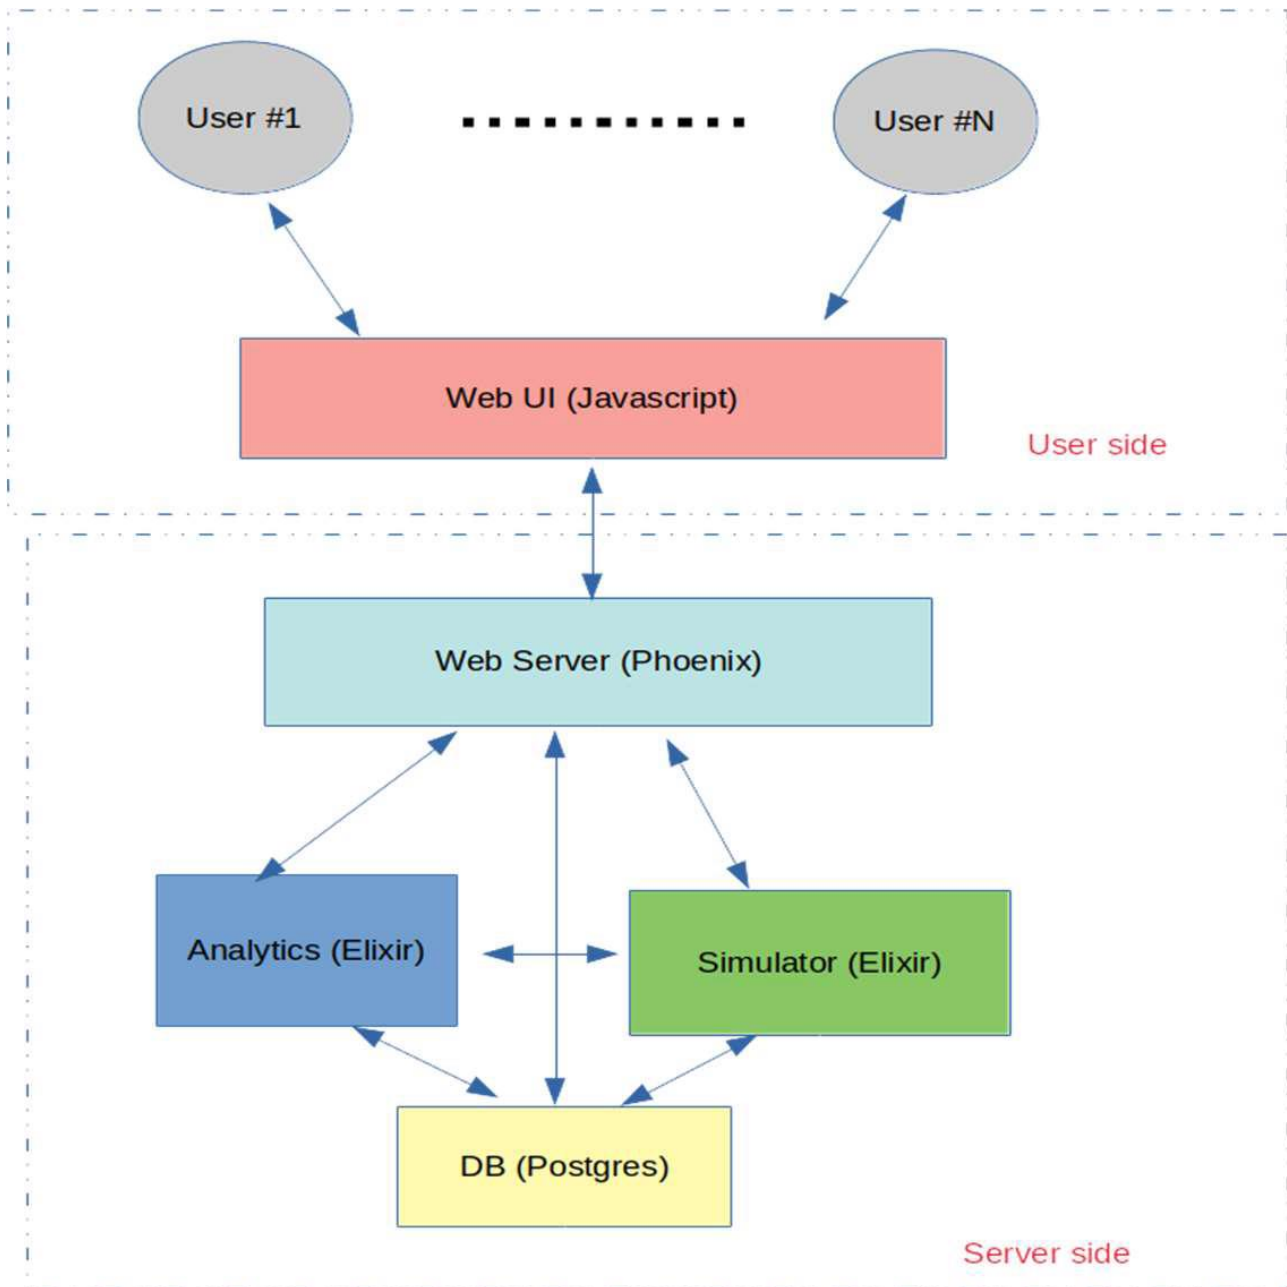 User #1
User #N
Web UI (Javascript)
User side
Web Server (Phoenix)
Analytics (Elixir)
Simulator (Elixir)
DB (Postgres)
Server side